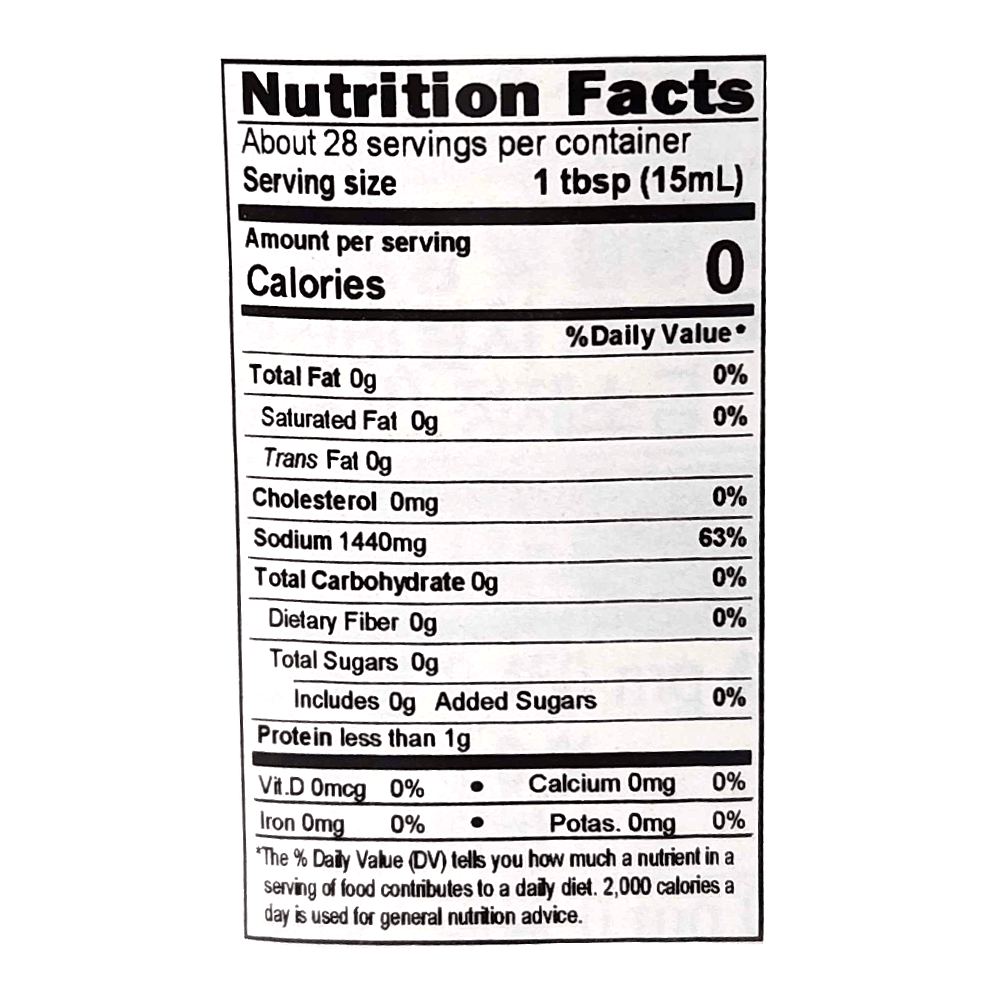 Nutrition Facts
About 28 servings per container
Serving size 1 tbsp (15mL)
Amount per serving
Calories 0
%Daily Value*
Total Fat 0g 0%
Saturated Fat 0g 0%
Trans Fat 0g
Cholesterol 0mg 0%
Sodium 1440mg 63%
Total Carbohydrate 0g 0%
Dietary Fiber 0g 0%
Total Sugars 0g
Includes 0g Added Sugars 0%
Protein less than 1g
Vit.D 0mcg 0% • Calcium 0mg 0%
Iron 0mg 0% • Potas. 0mg 0%
*The % Daily Value (DV) tells you how much a nutrient in a
serving of food contributes to a daily diet. 2,000 calories a
day is used for general nutrition advice.